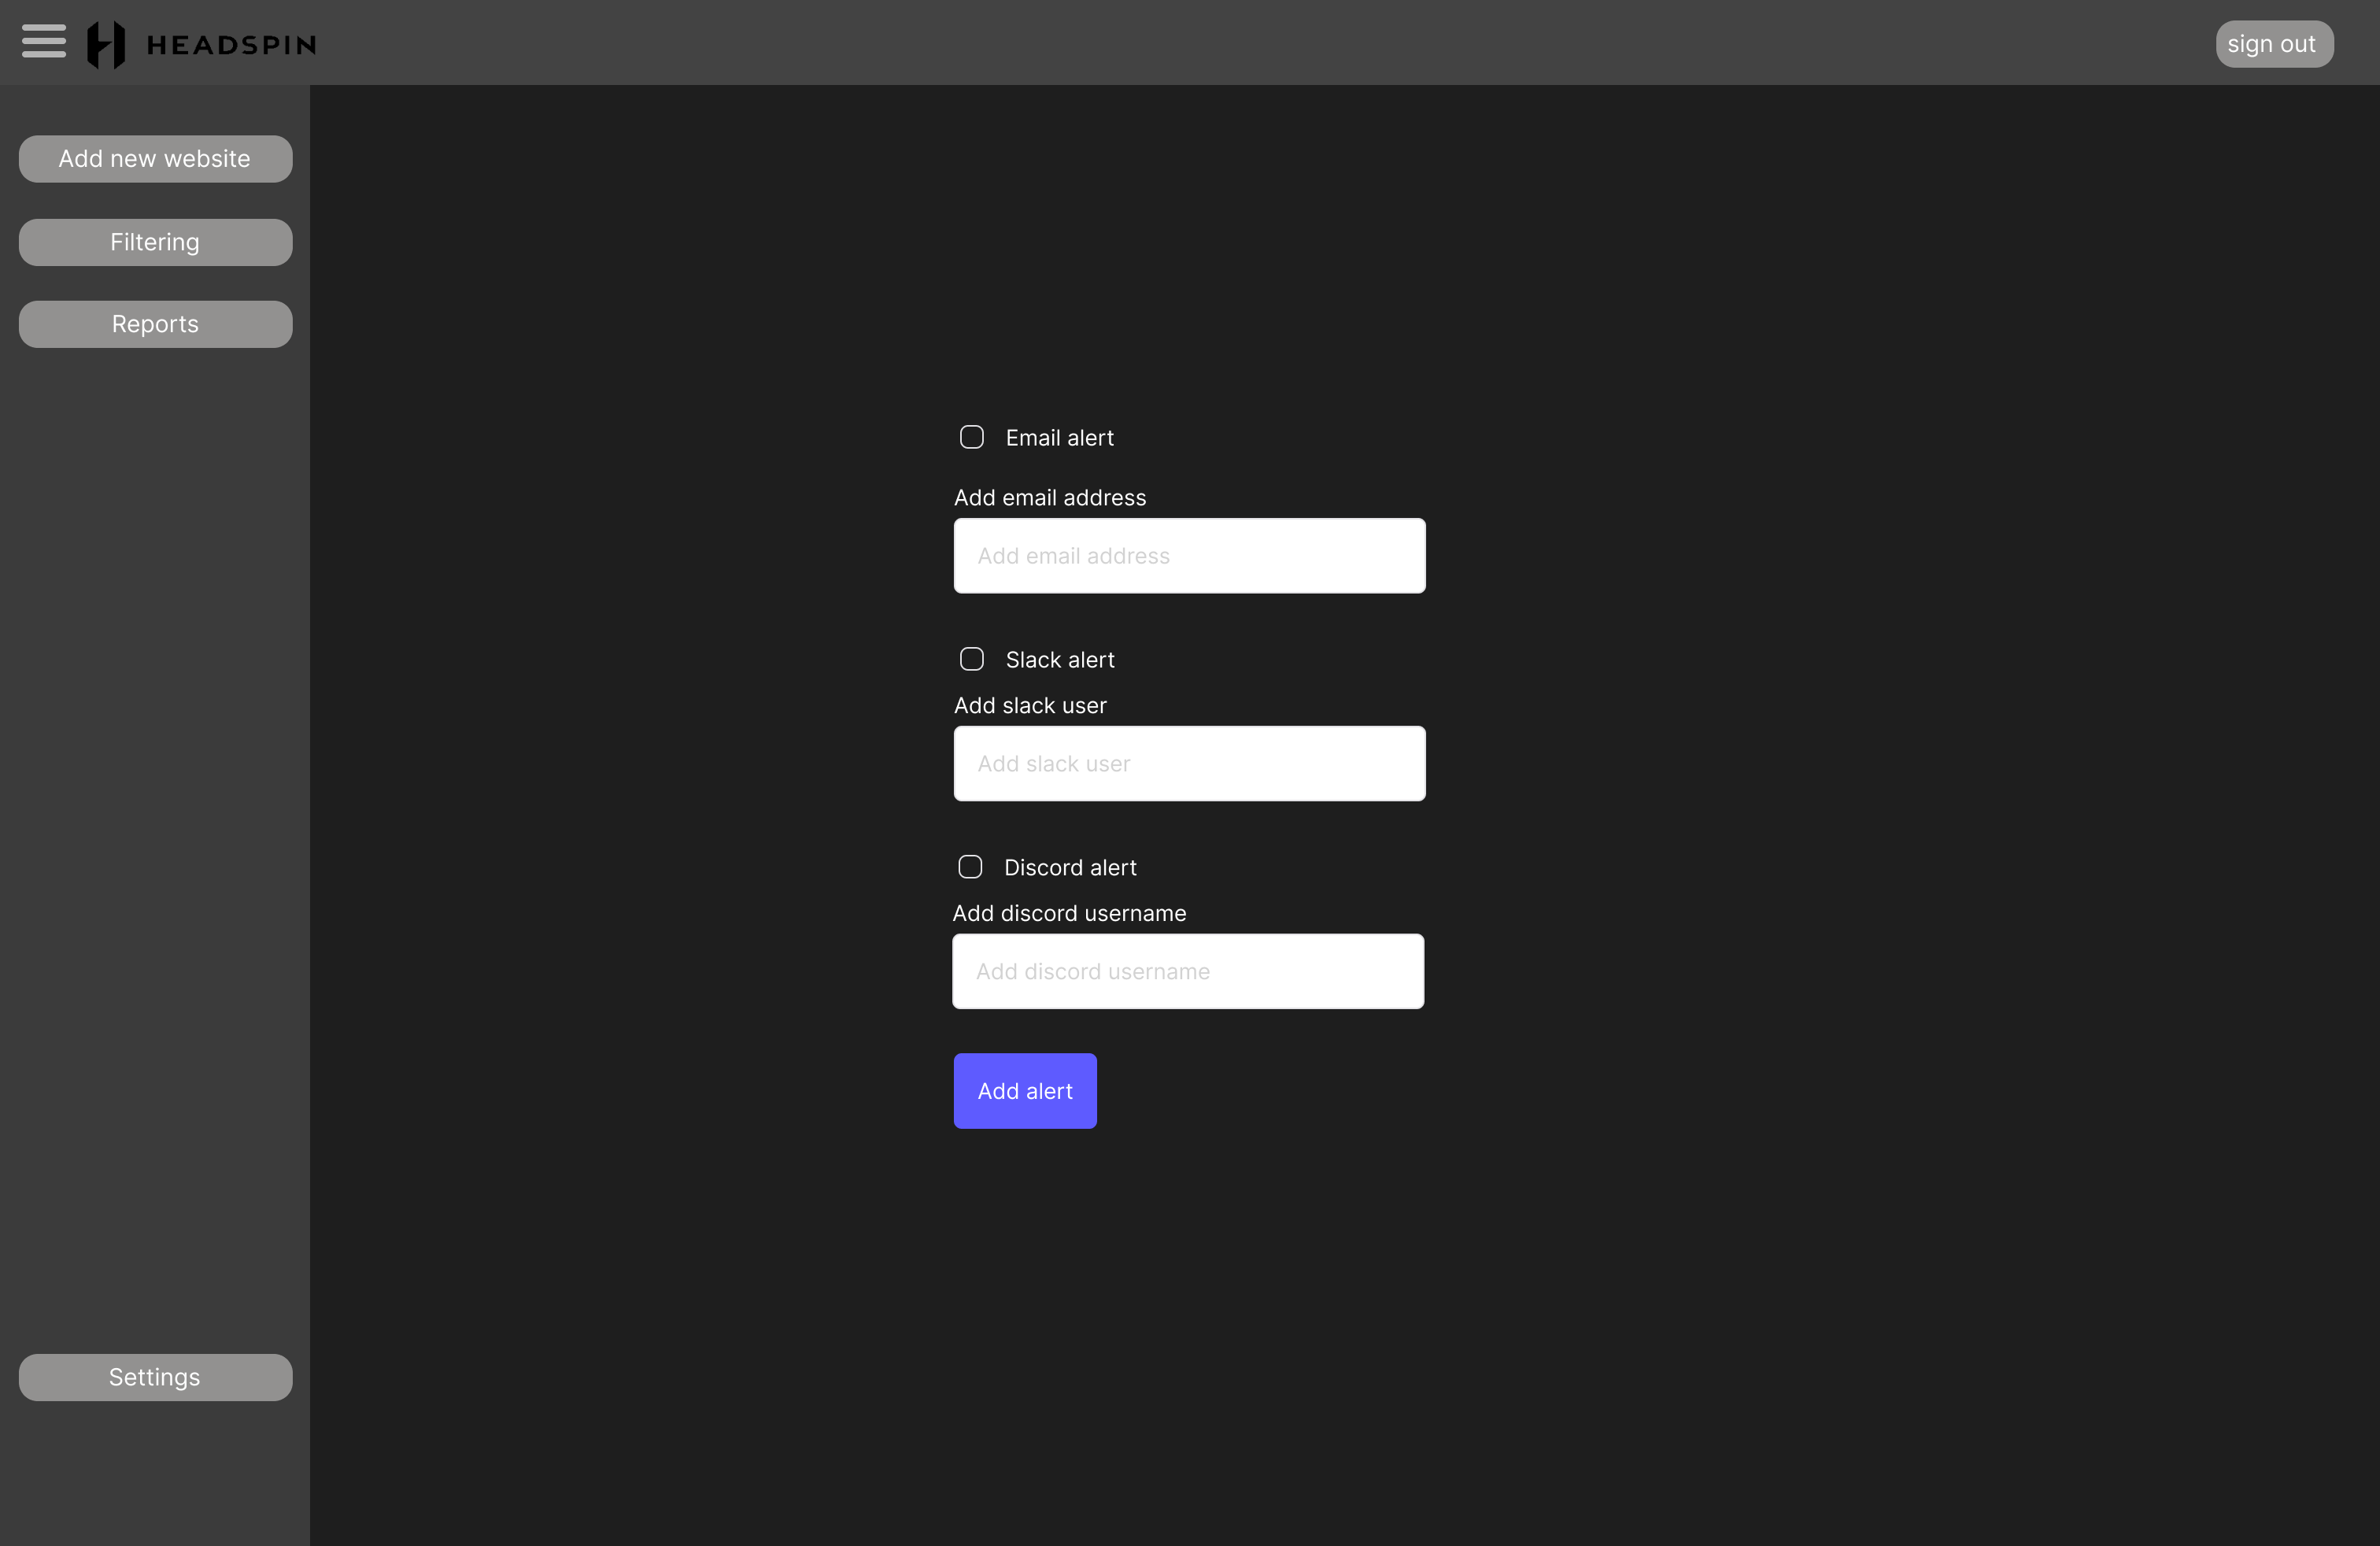 HEADSPIN
sign out
Add new website
Filtering
Reports
Email alert
Add email address
Add email address
Slack alert
Add slack user
Add slack user
Discord alert
Add discord username
Add discord username
Add alert
Settings